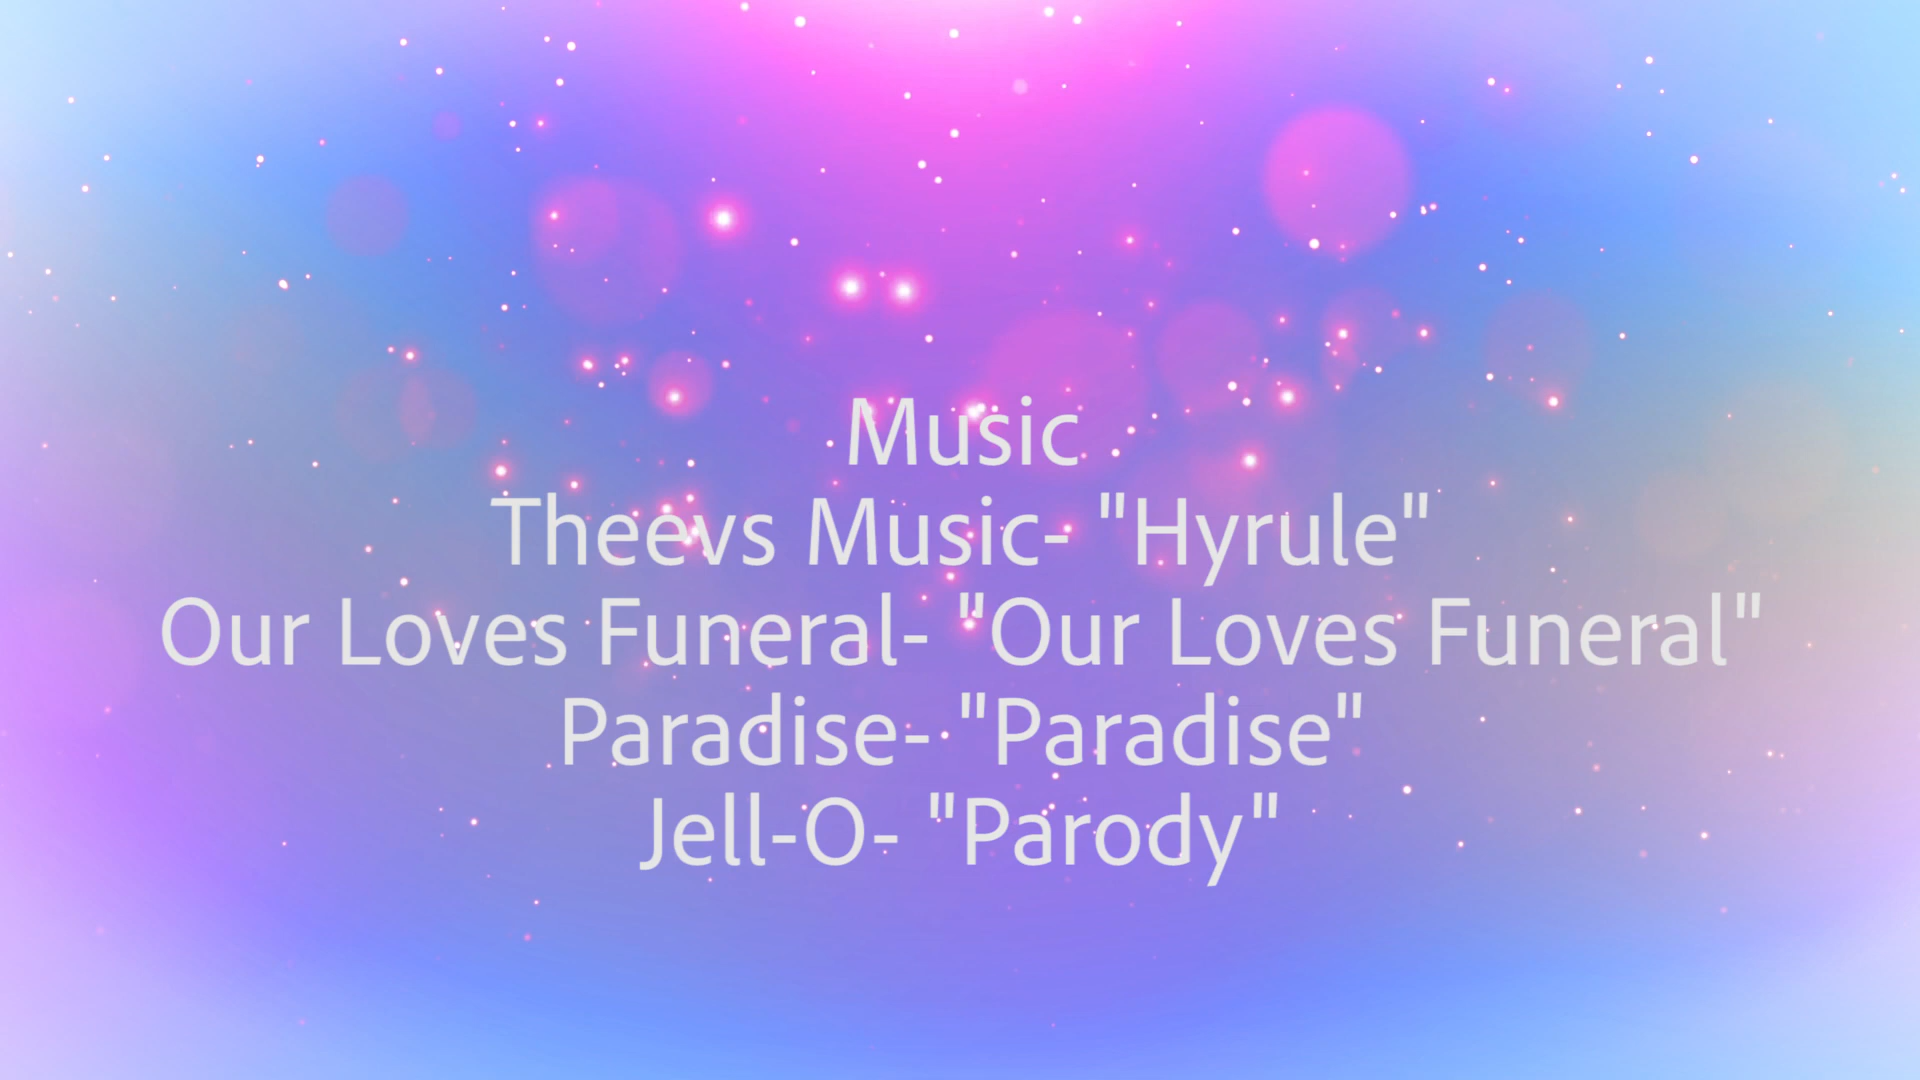 Music
Theevs Music- "Hyrule"
Our Loves Funeral- "Our Loves Funeral"
Paradise- "Paradise"
Jell-O- "Parody"